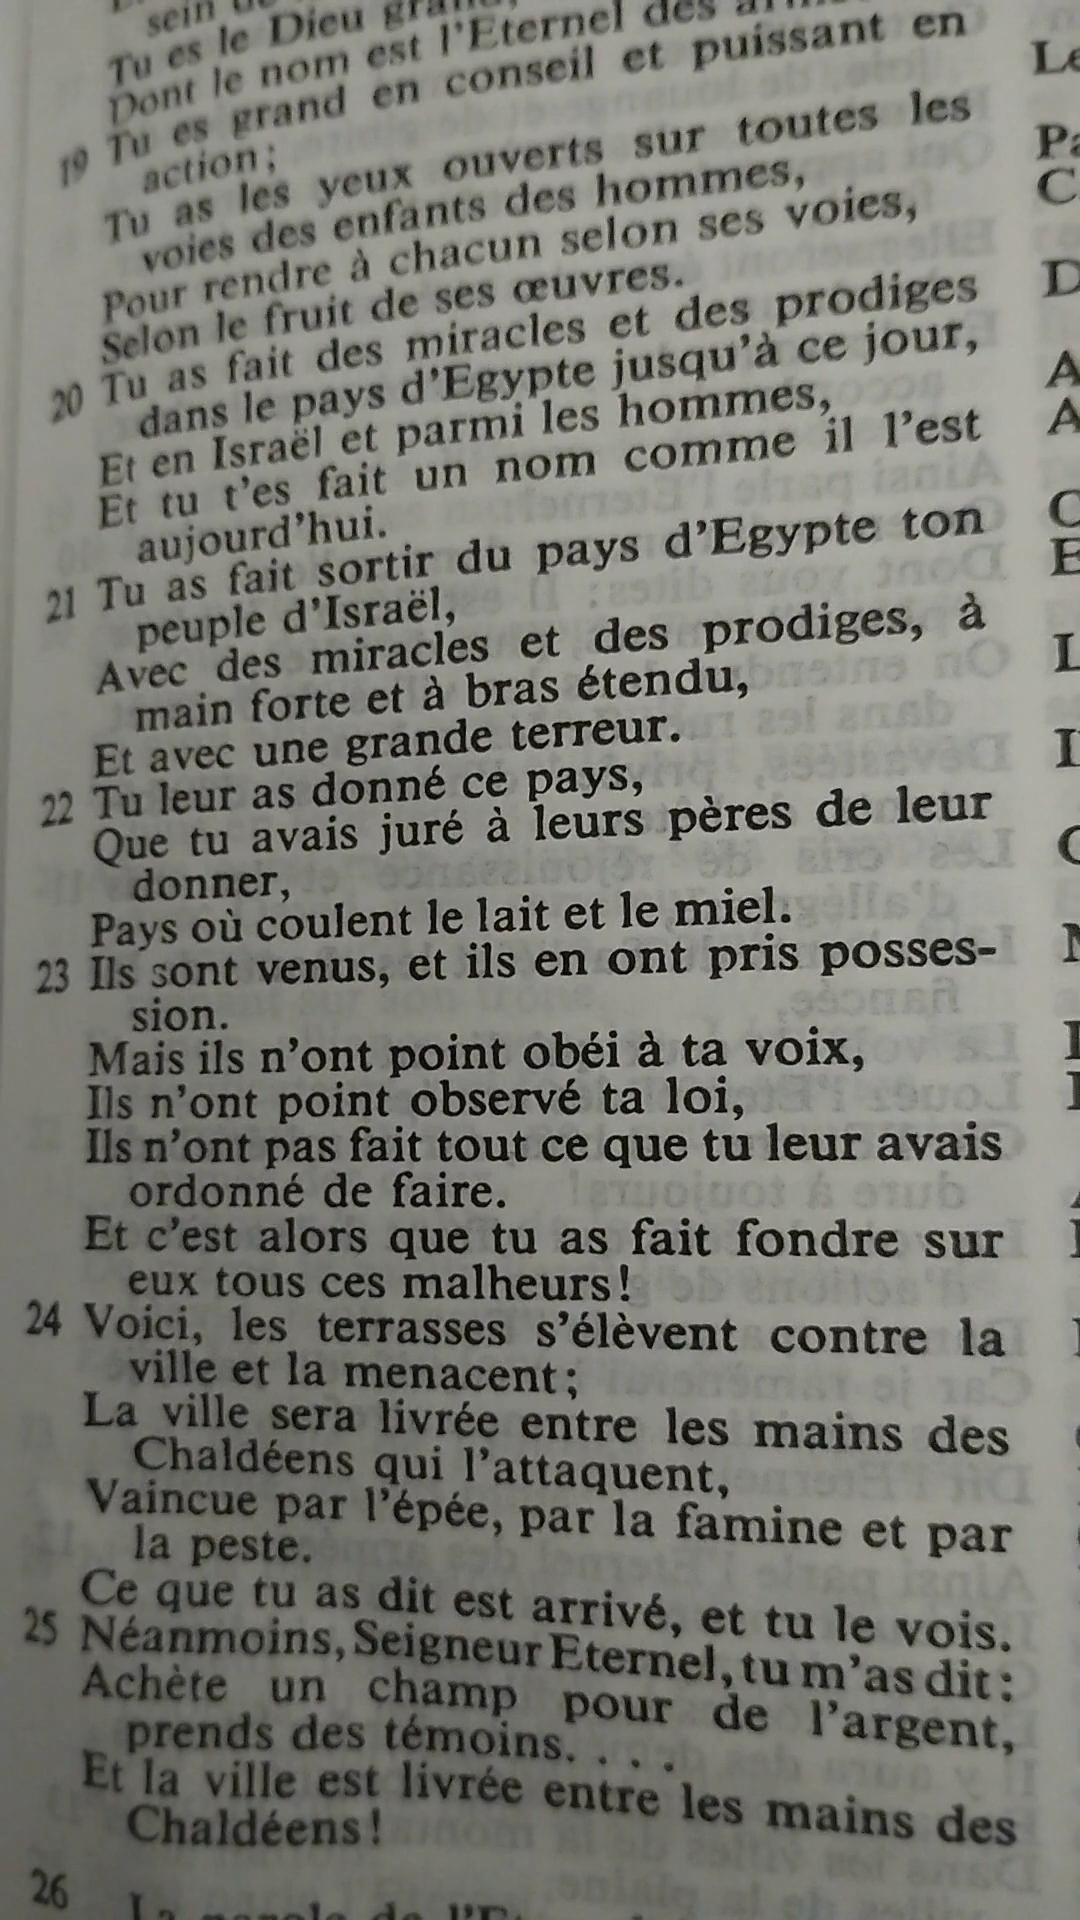 sein
Tu es le Dieu
Dont le nom est l'Eternel des
19 Tu es grand en conseil et puissant en
action;
Tu as les yeux ouverts sur toutes les
voies des enfants des hommes,
Pour rendre à chacun selon ses voies,
Selon le fruit de ses œuvres.
20 Tu as fait des miracles et des prodiges
dans le pays d'Egypte jusqu'à ce jour,
Et en Israël et parmi les hommes,
Et tu t'es fait un nom comme il l'est
aujourd'hui.
21 Tu as fait sortir du pays d'Egypte ton
peuple d'Israël,
Avec des miracles et des prodiges, à
main forte et à bras étendu,
Et avec une grande terreur.
22 Tu leur as donné ce pays,
Que tu avais juré à leurs pères de leur
donner,
Pays où coulent le lait et le miel.
23 Ils sont venus, et ils en ont pris posses-
sion.
Mais ils n'ont point obéi à ta voix,
Ils n'ont point observé ta loi,
Ils n'ont pas fait tout ce que tu leur avais
ordonné de faire.
Et c'est alors que tu as fait fondre sur
eux tous ces malheurs!
24 Voici, les terrasses s'élèvent contre la
ville et la menacent;
La ville sera livrée entre les mains des
Chaldéens qui l'attaquent,
Vaincue par l'épée, par la famine et par
la peste.
Ce que tu as dit est arrivé, et tu le vois.
25 Néanmoins, Seigneur Eternel, tu m'as dit:
Achète un champ pour de l'argent,
prends des témoins. . . .
Et la ville est livrée entre les mains des
Chaldéens!
26
La parole de